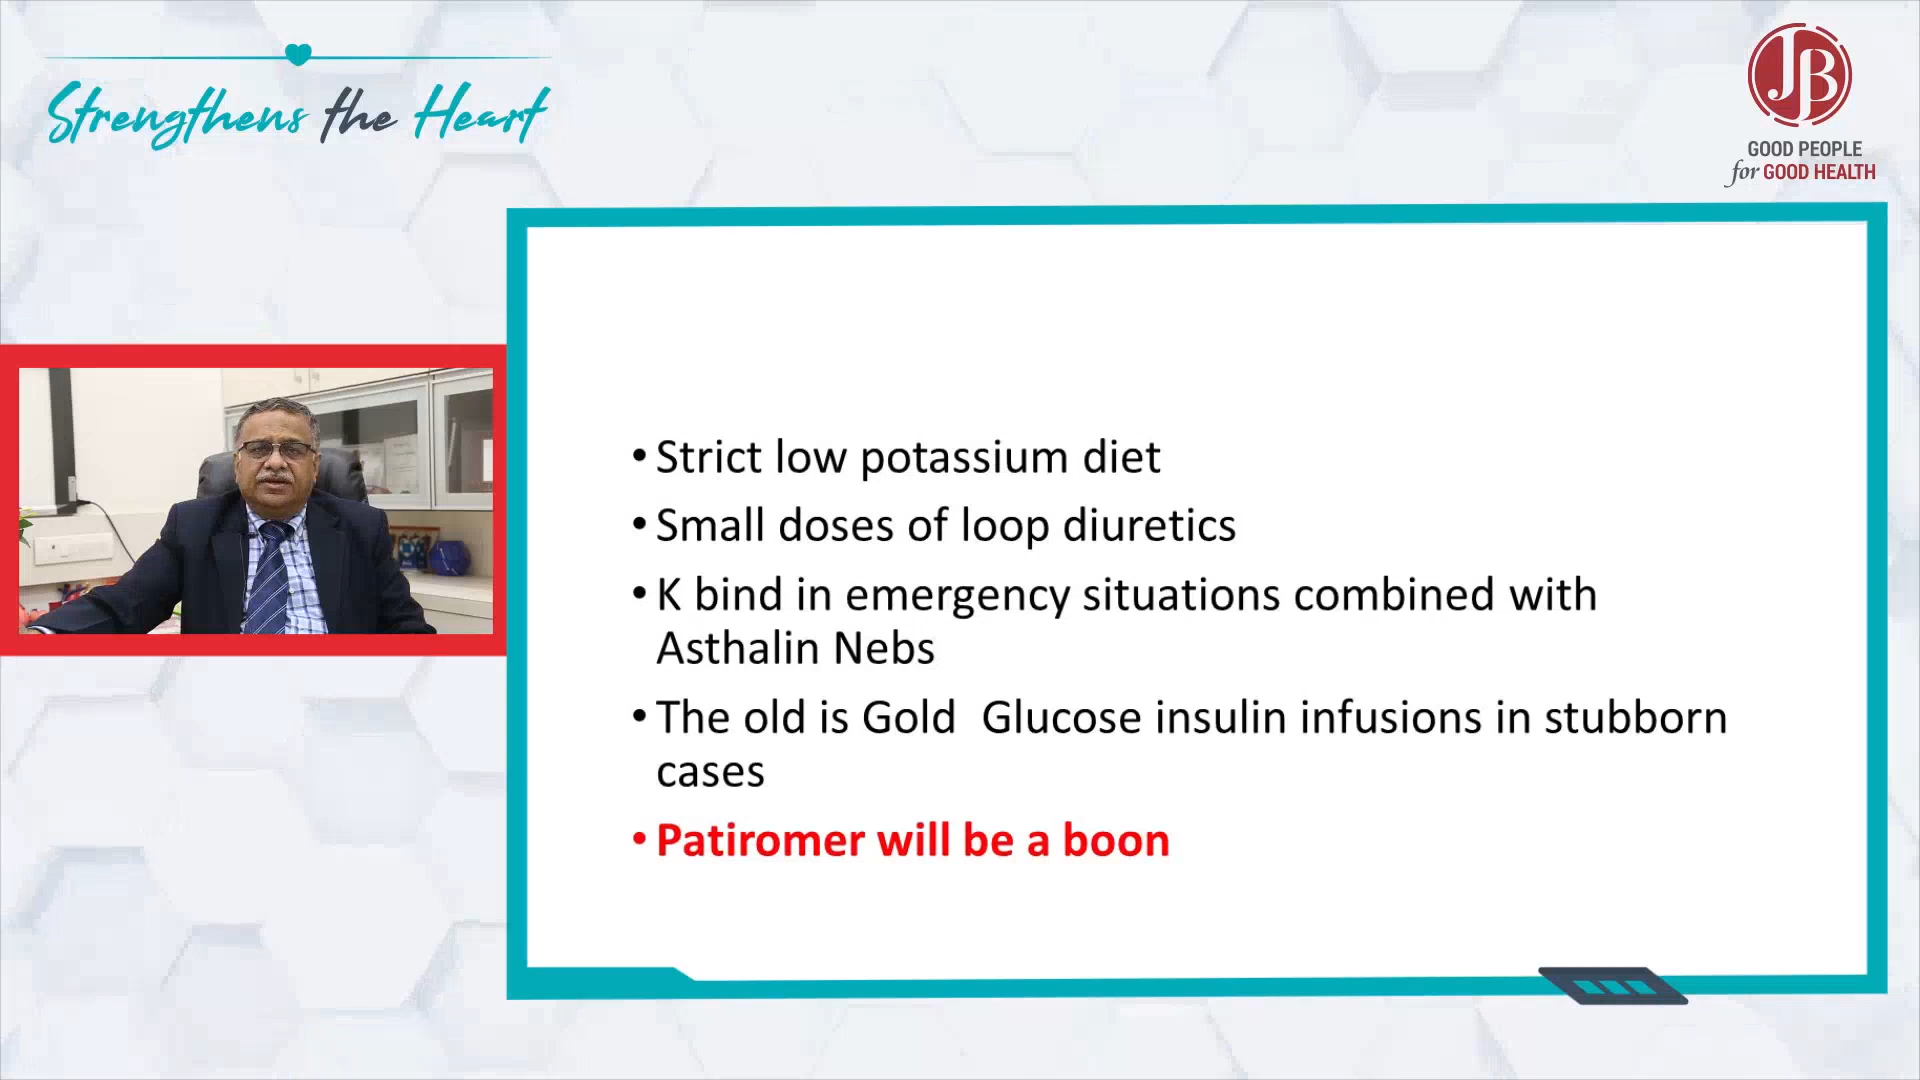 Strengthens the Heart
JB
GOOD PEOPLE
for GOOD HEALTH
• Strict low potassium diet
• Small doses of loop diuretics
• K bind in emergency situations combined with
Asthalin Nebs
• The old is Gold  Glucose insulin infusions in stubborn
cases
• Patiromer will be a boon